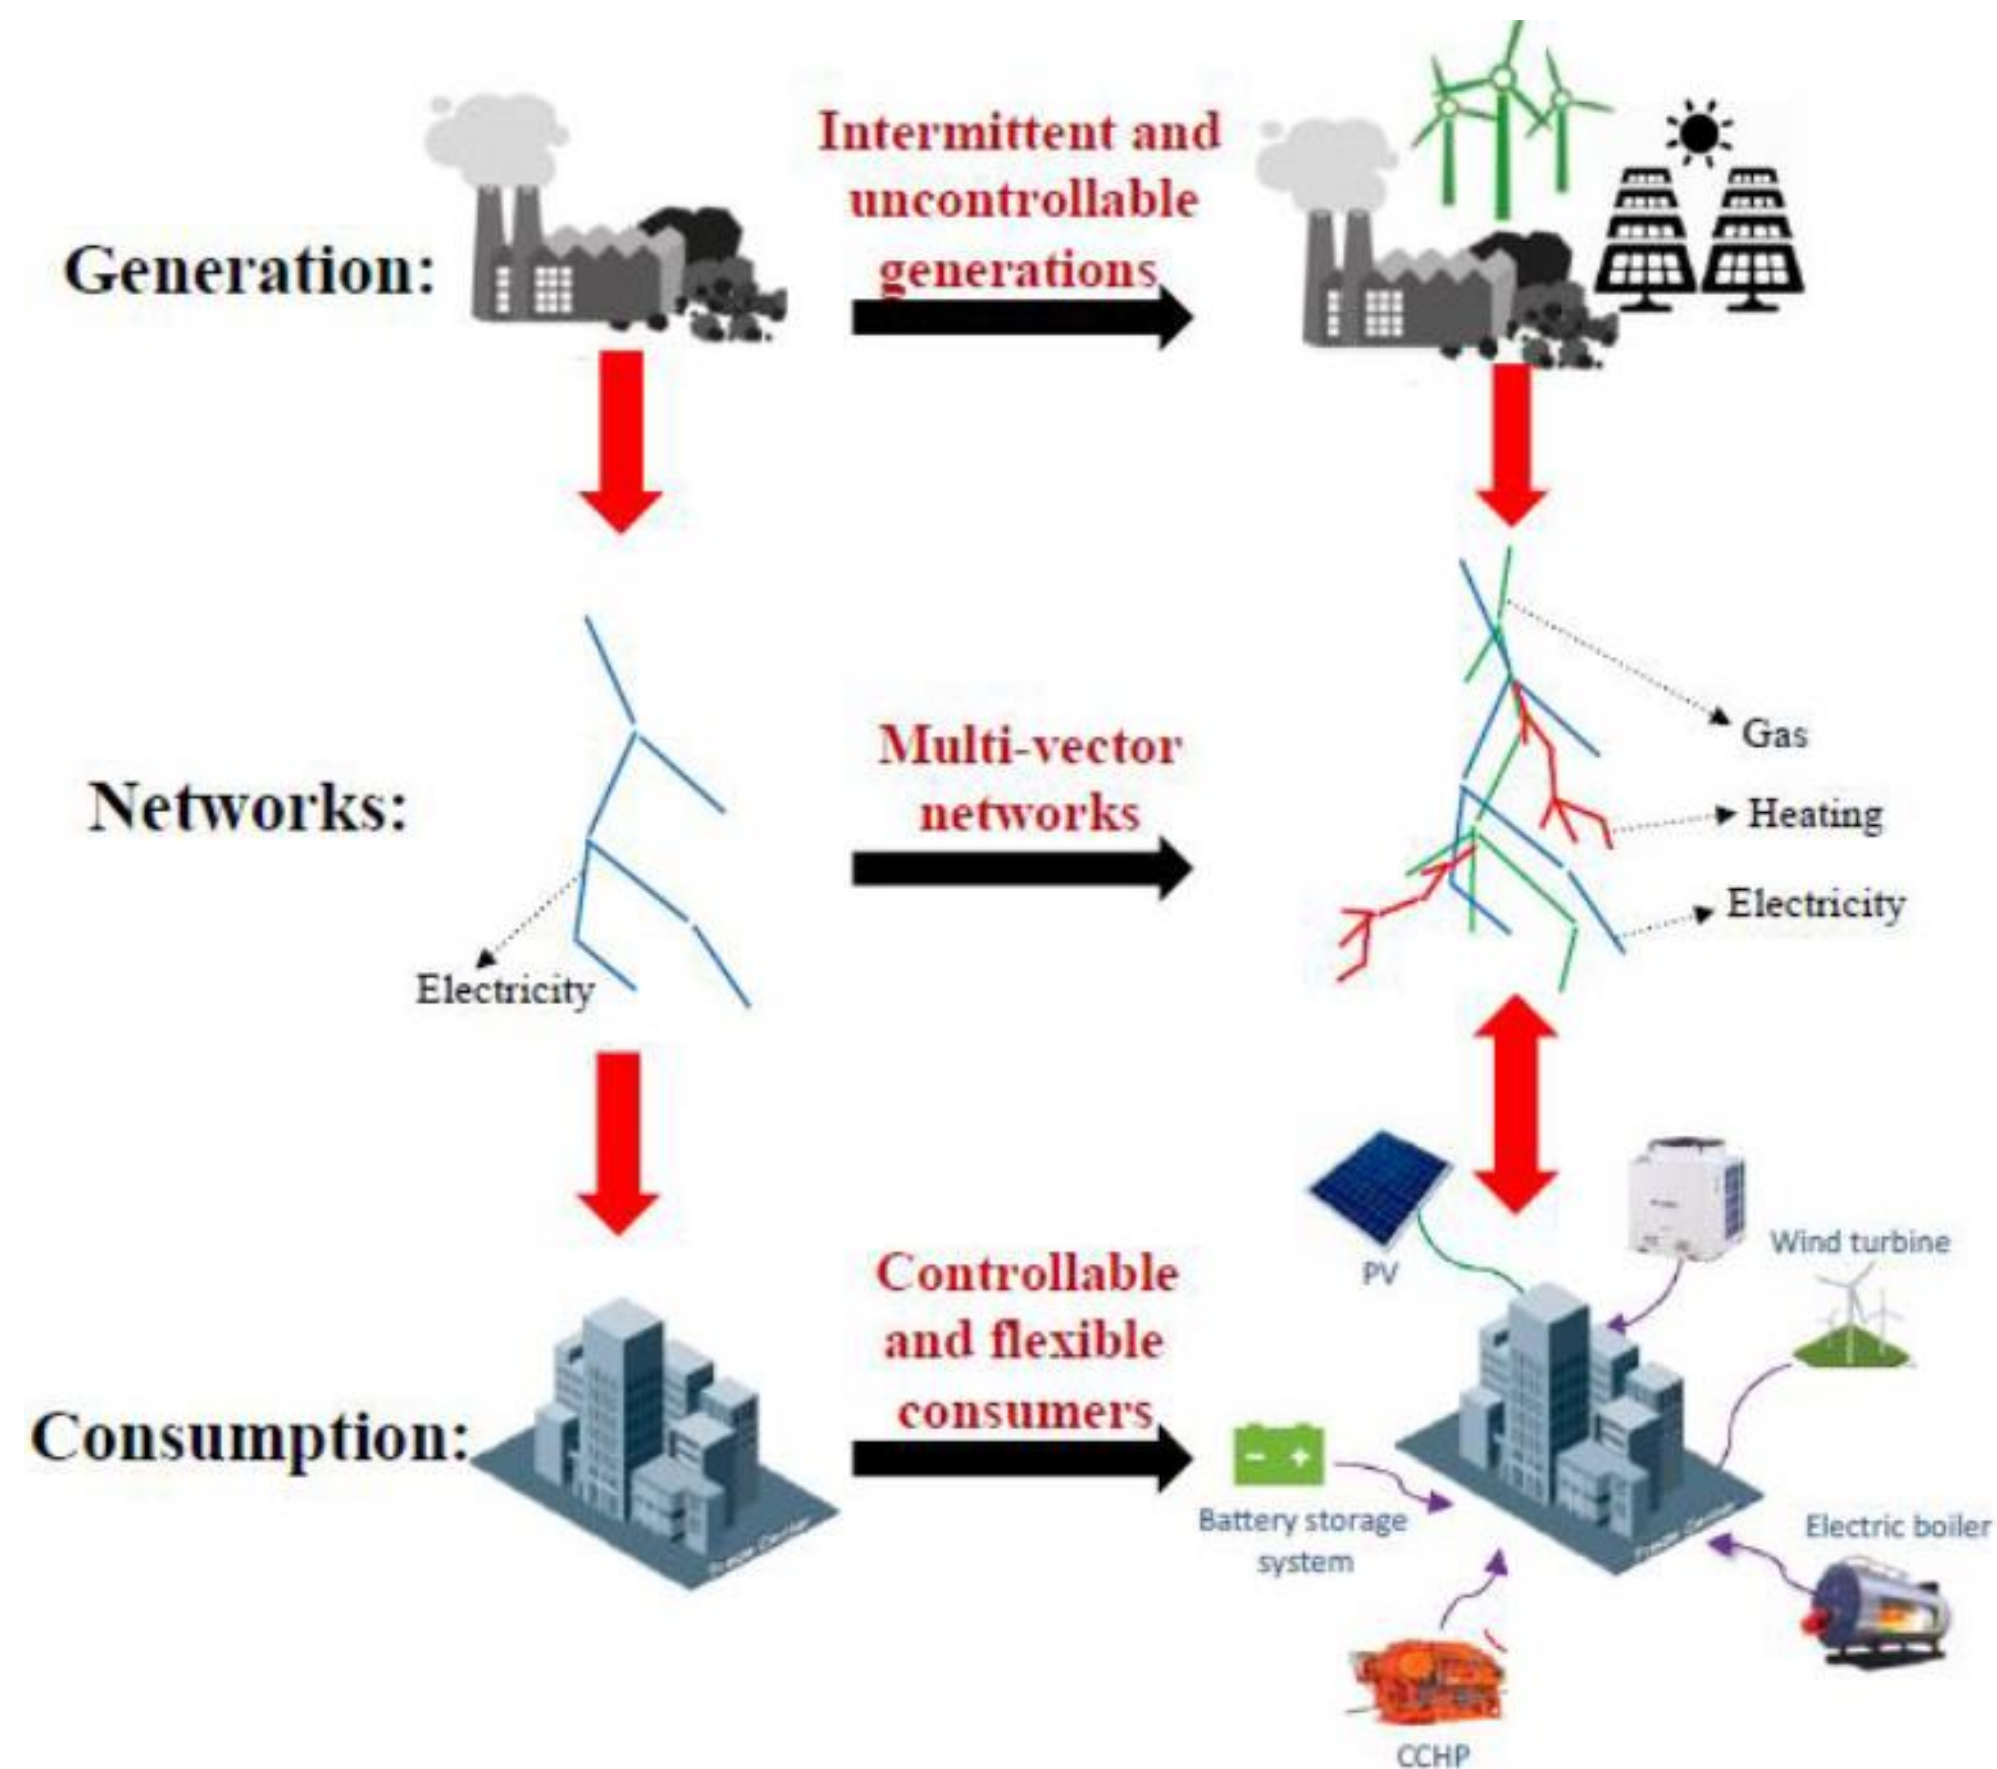 Intermittent and
uncontrollable
generations
Generation:
Multi-vector
networks
Networks:
Electricity
Gas
Heating
Electricity
Controllable
and flexible
consumers
Consumption:
PV
Wind turbine
Battery storage
system
Electric boiler
CCHP